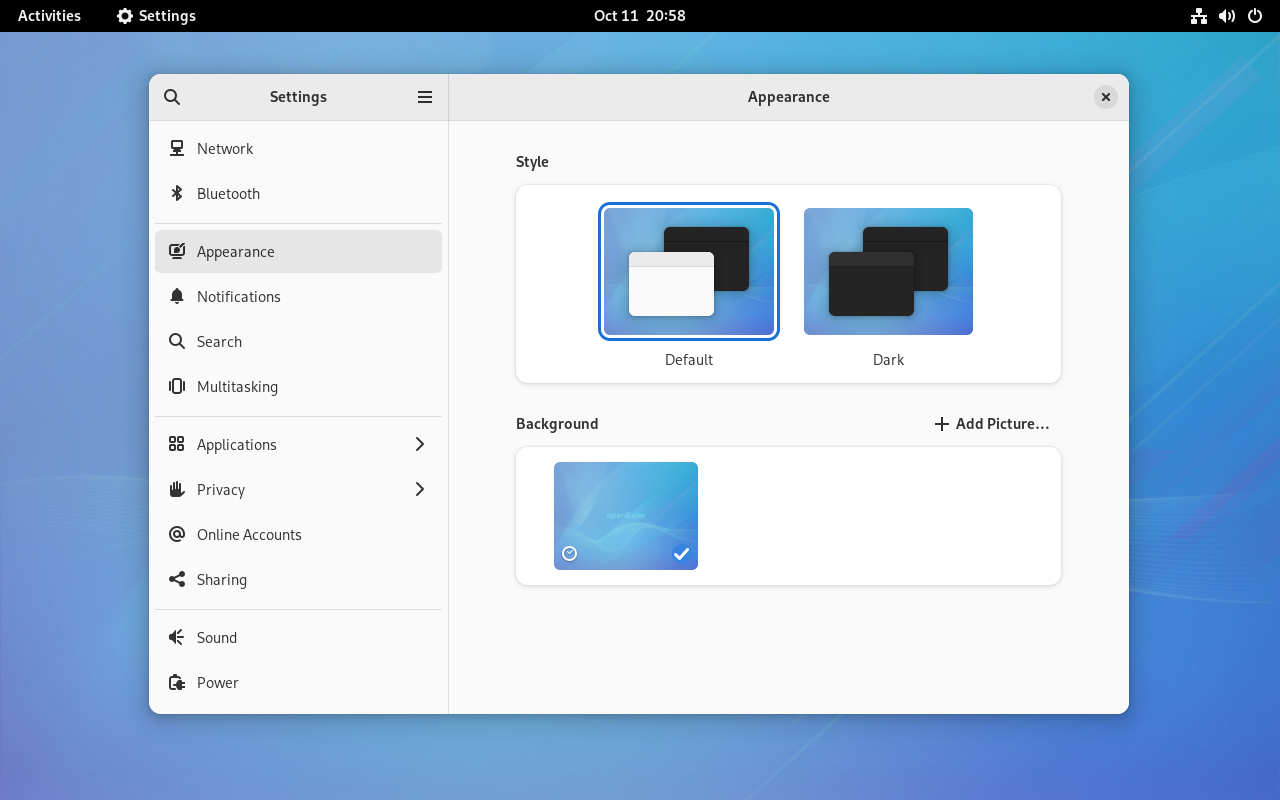 Activities
Settings
Oct 11 20:58
Settings
Appearance
Network
Bluetooth
Appearance
Notifications
Search
Multitasking
Applications
Privacy
Online Accounts
Sharing
Sound
Power
Style
Default
Dark
Background
Add Picture...
openEuler